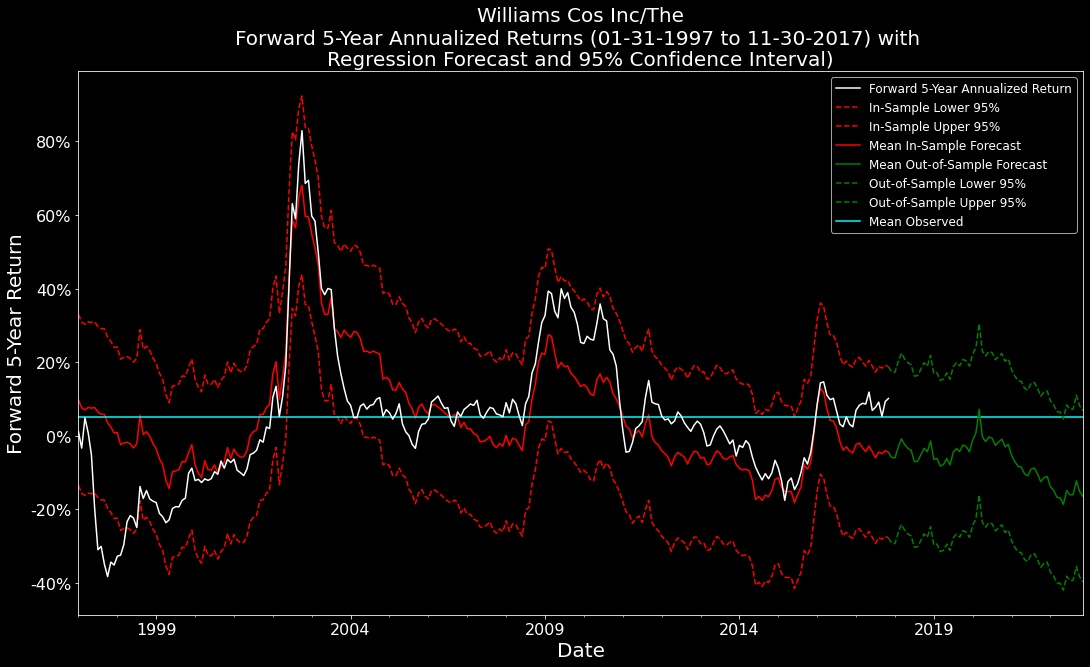 Williams Cos Inc/The
Forward 5-Year Annualized Returns (01-31-1997 to 11-30-2017) with
Regression Forecast and 95% Confidence Interval)
Forward 5-Year Annualized Return
In-Sample Lower 95%
In-Sample Upper 95%
Mean In-Sample Forecast
Mean Out-of-Sample Forecast
Out-of-Sample Lower 95%
Out-of-Sample Upper 95%
Mean Observed
Forward 5-Year Return
80%
60%
40%
20%
0%
-20%
-40%
1999
2004
2009
2014
2019
Date